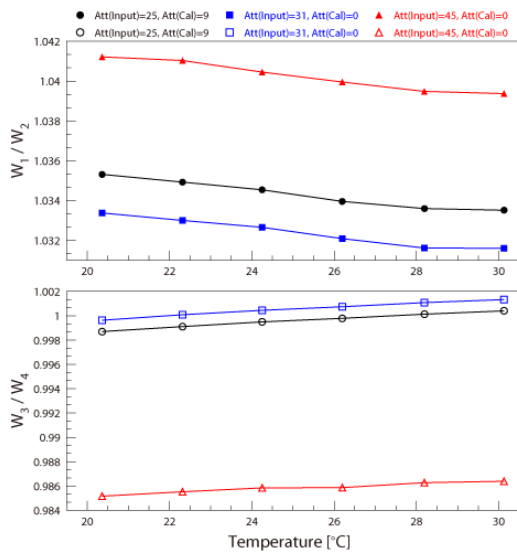 Att(Input)=25, Att(Cal)=9 Att(Input)=31, Att(Cal)=0 Att(Input)=45, Att(Cal)=0
Att(Input)=25, Att(Cal)=9 Att(Input)=31, Att(Cal)=0 Att(Input)=45, Att(Cal)=0
1.042
1.04
1.038
1.036
1.034
1.032
W1 / W2
20 22 24 26 28 30
1.002
1
0.998
0.996
0.994
0.992
0.99
0.988
0.986
0.984
W3 / W4
20 22 24 26 28 30
Temperature [°C]